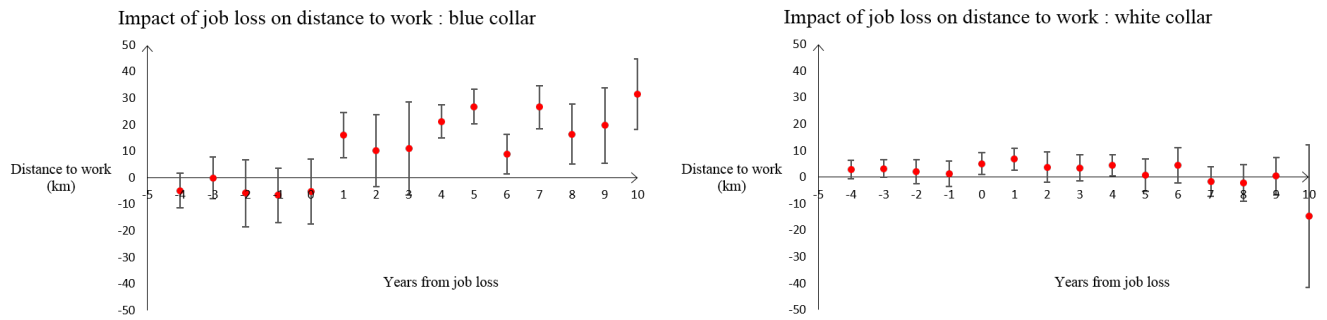 Impact of job loss on distance to work : blue collar
50
40
30
20
10
0
-10
-20
-30
-40
-50
-5 -4 -3 -2 -1 0 1 2 3 4 5 6 7 8 9 10
Distance to work
(km)
Years from job loss
Impact of job loss on distance to work : white collar
50
40
30
20
10
0
-10
-20
-30
-40
-50
-5 -4 -3 -2 -1 0 1 2 3 4 5 6 7 8 9 10
Distance to work
(km)
Years from job loss